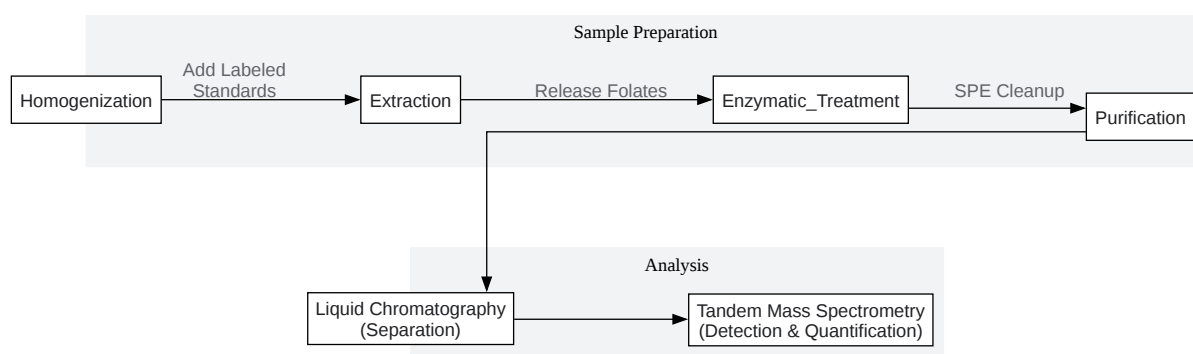 Sample Preparation
Add Labeled
Standards
Homogenization
Extraction
Release Folates
Enzymatic_Treatment
SPE Cleanup
Purification
Analysis
Liquid Chromatography
(Separation)
Tandem Mass Spectrometry
(Detection & Quantification)